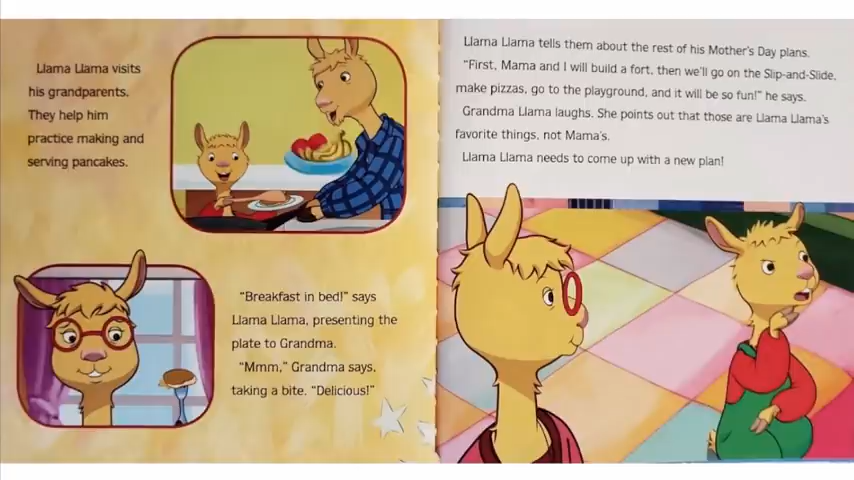 Llama Llama visits
his grandparents.
They help him
practice making and
serving pancakes.
"Breakfast in bed!" says
Llama Llama, presenting the
plate to Grandma.
"Mmm," Grandma says,
taking a bite. "Delicious!"
Llama Llama tells them about the rest of his Mother's Day plans.
"First, Mama and I will build a fort, then we'll go on the Slip-and-Slide,
make pizzas, go to the playground, and it will be so fun!" he says.
Grandma Llama laughs. She points out that those are Llama Llama's
favorite things, not Mama's.
Llama Llama needs to come up with a new plan!